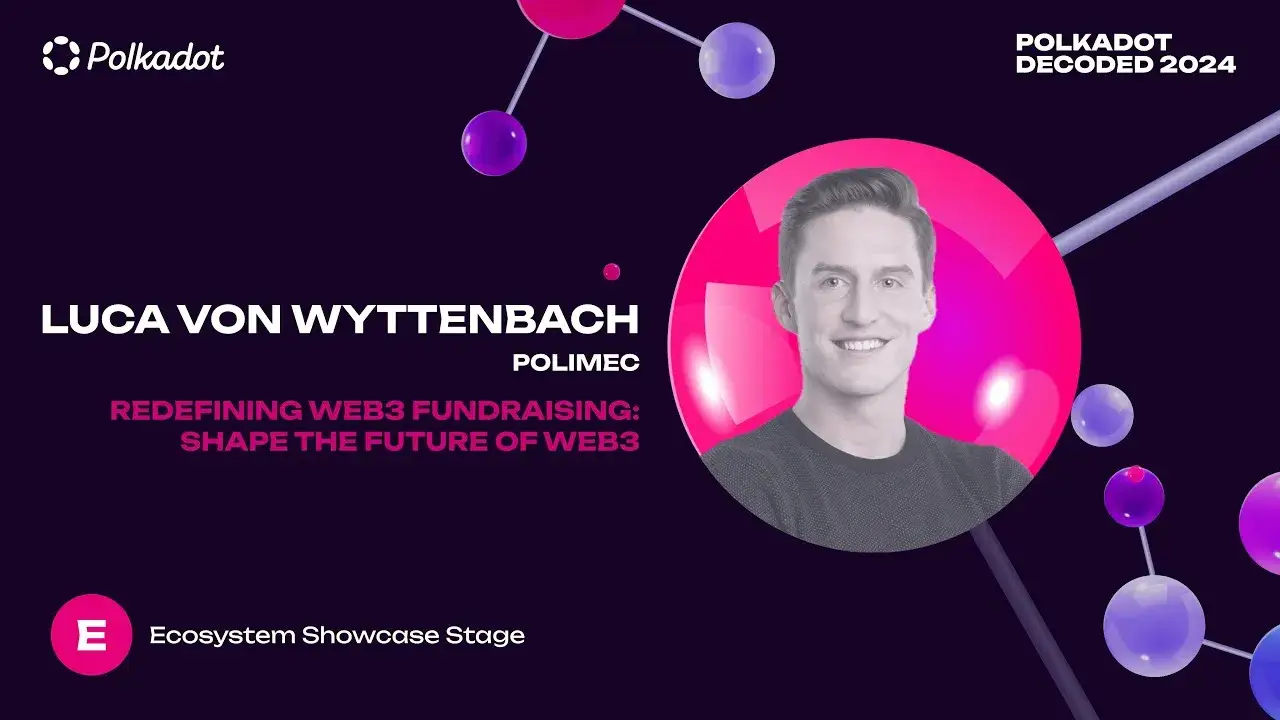 Polkadot
POLKADOT
DECODED 2024
LUCA VON WYTTENBACH
POLIMEC
REDEFINING WEB3 FUNDRAISING:
SHAPE THE FUTURE OF WEB3
E
Ecosystem Showcase Stage